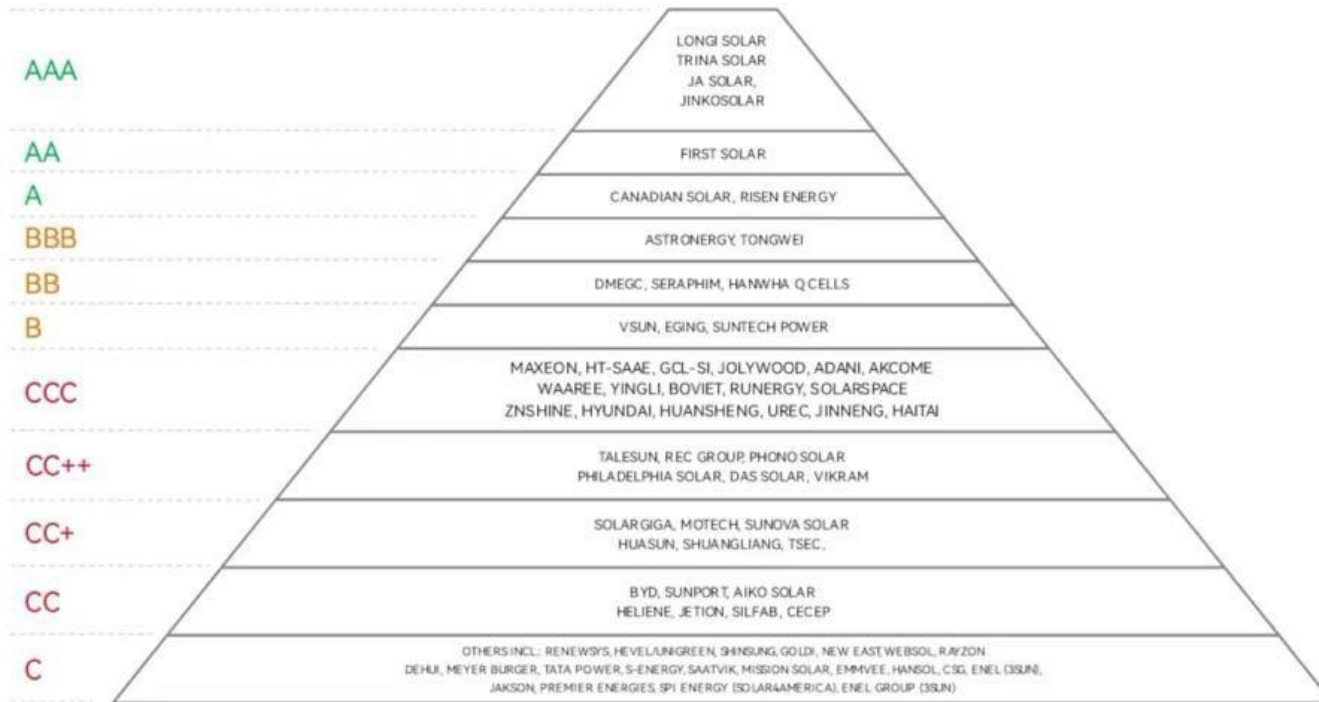 AAA
LONGI SOLAR
TRINA SOLAR
JA SOLAR,
JINKOSOLAR
AA
FIRST SOLAR
A
CANADIAN SOLAR, RISEN ENERGY
BBB
ASTRONERGY, TONGWEI
BB
DMEGC, SERAPHIM, HANWHA Q CELLS
B
VSUN, EGING, SUNTECH POWER
CCC
MAXEON, HT-SAAE, GCL-SI, JOLYWOOD, ADANI, AKCOME
WAAREE, YINGLI, BOVIET, RUNERGY, SOLARSPACE
ZNSHINE, HYUNDAI, HUANSHENG, UREC, JINNENG, HAITAI
CC++
TALESUN, REC GROUP, PHONO SOLAR
PHILADELPHIA SOLAR, DAS SOLAR, VIKRAM
CC+
SOLARGIGA, MOTECH, SUNOVA SOLAR
HUASUN, SHUANGLIANG, TSEC,
CC
BYD, SUNPORT, AIKO SOLAR
HELIENE, JETION, SILFAB, CECEP
C
OTHERS INCL.: RENEWSYS, HEVEL/UNIGREEN, SHINSUNG, GOLDI, NEW EAST, WEBSOL, RAYZON
DEHUI, MEYER BURGER, TATA POWER, S-ENERGY, SAATVIK, MISSION SOLAR, EMMVEE, HANSOL, CSG, ENEL (3SUN),
JAKSON, PREMIER ENERGIES, SPI ENERGY (SOLAR4AMERICA), ENEL GROUP (3SUN)